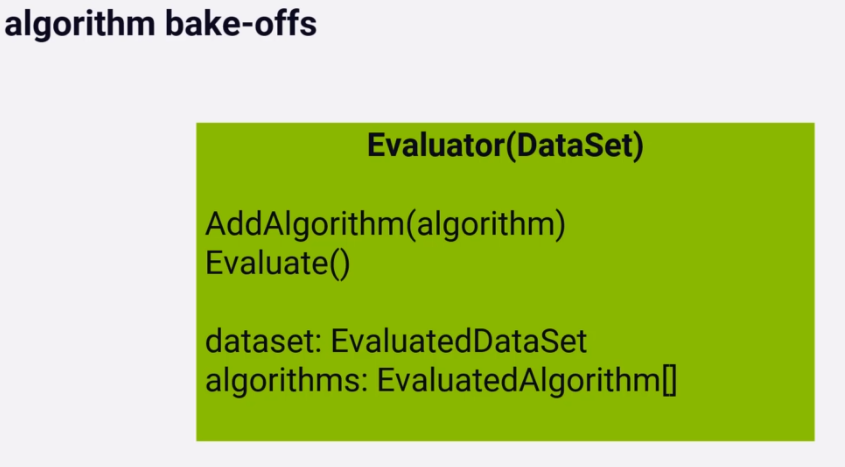 algorithm bake-offs
Evaluator(DataSet)
AddAlgorithm(algorithm)
Evaluate()
dataset: EvaluatedDataSet
algorithms: EvaluatedAlgorithm[]